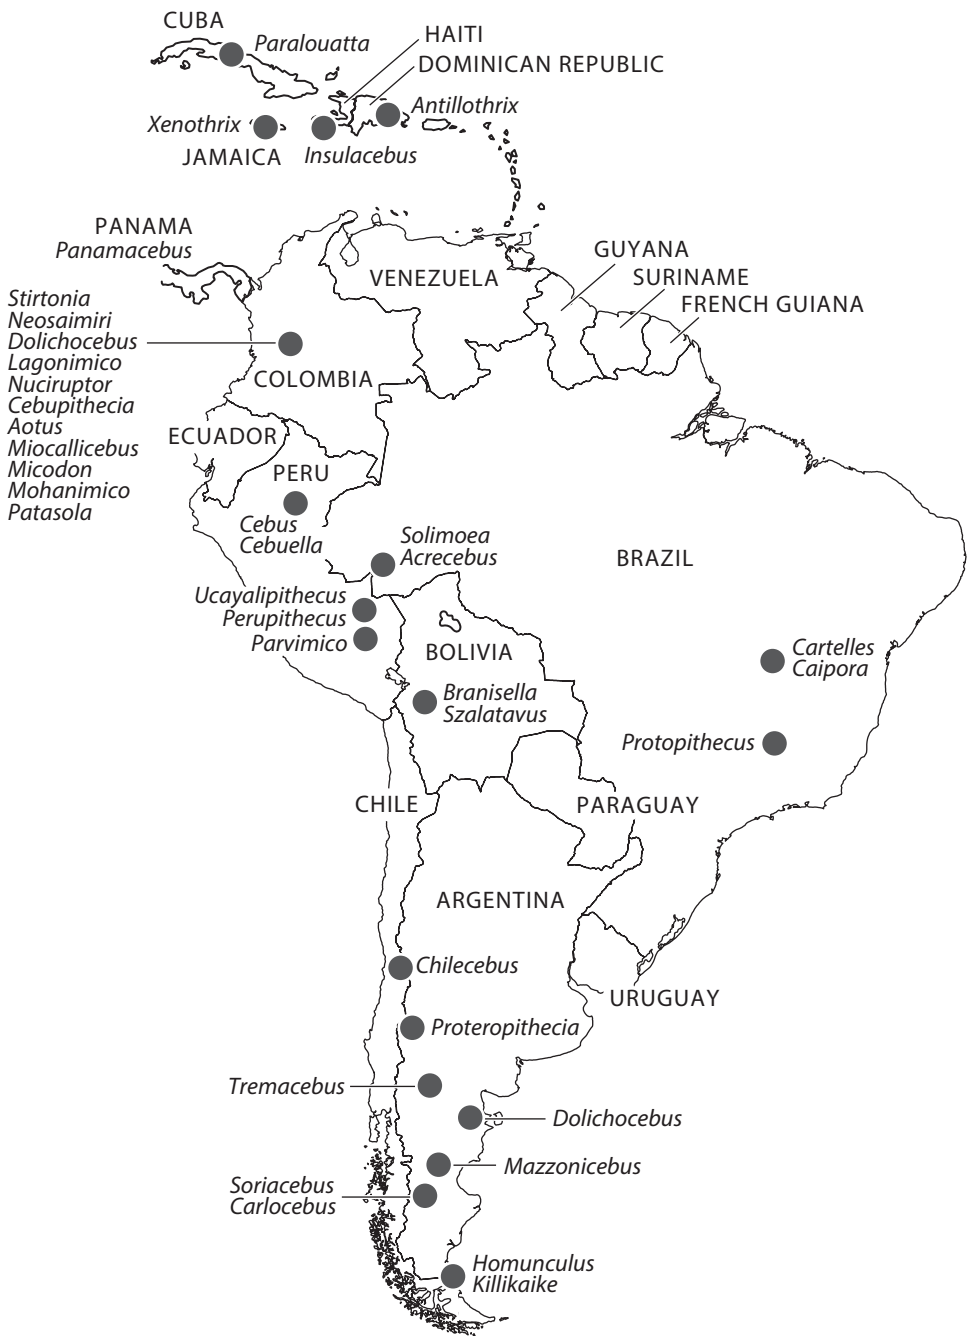 CUBA
Paralouatta
HAITI
DOMINICAN REPUBLIC
Antillothrix
Xenothrix
JAMAICA
Insulacebus
PANAMA
Panamacebus
VENEZUELA
GUYANA
SURINAME
FRENCH GUIANA
Stirtonia
Neosaimiri
Dolichocebus
Lagonimico
Nuciruptor
Cebupithecia
Aotus
Miocallicebus
Micodon
Mohanimico
Patasola
COLOMBIA
ECUADOR
PERU
Cebus
Cebuella
Solimoea
Acrecebus
BRAZIL
Ucayalipithecus
Perupithecus
Parvimico
BOLIVIA
Branisella
Szalatavus
Cartelles
Caipora
Protopithecus
CHILE
PARAGUAY
ARGENTINA
Chilecebus
URUGUAY
Proteropithecia
Tremacebus
Dolichocebus
Mazzonicebus
Soriacebus
Carlocebus
Homunculus
Killikaike